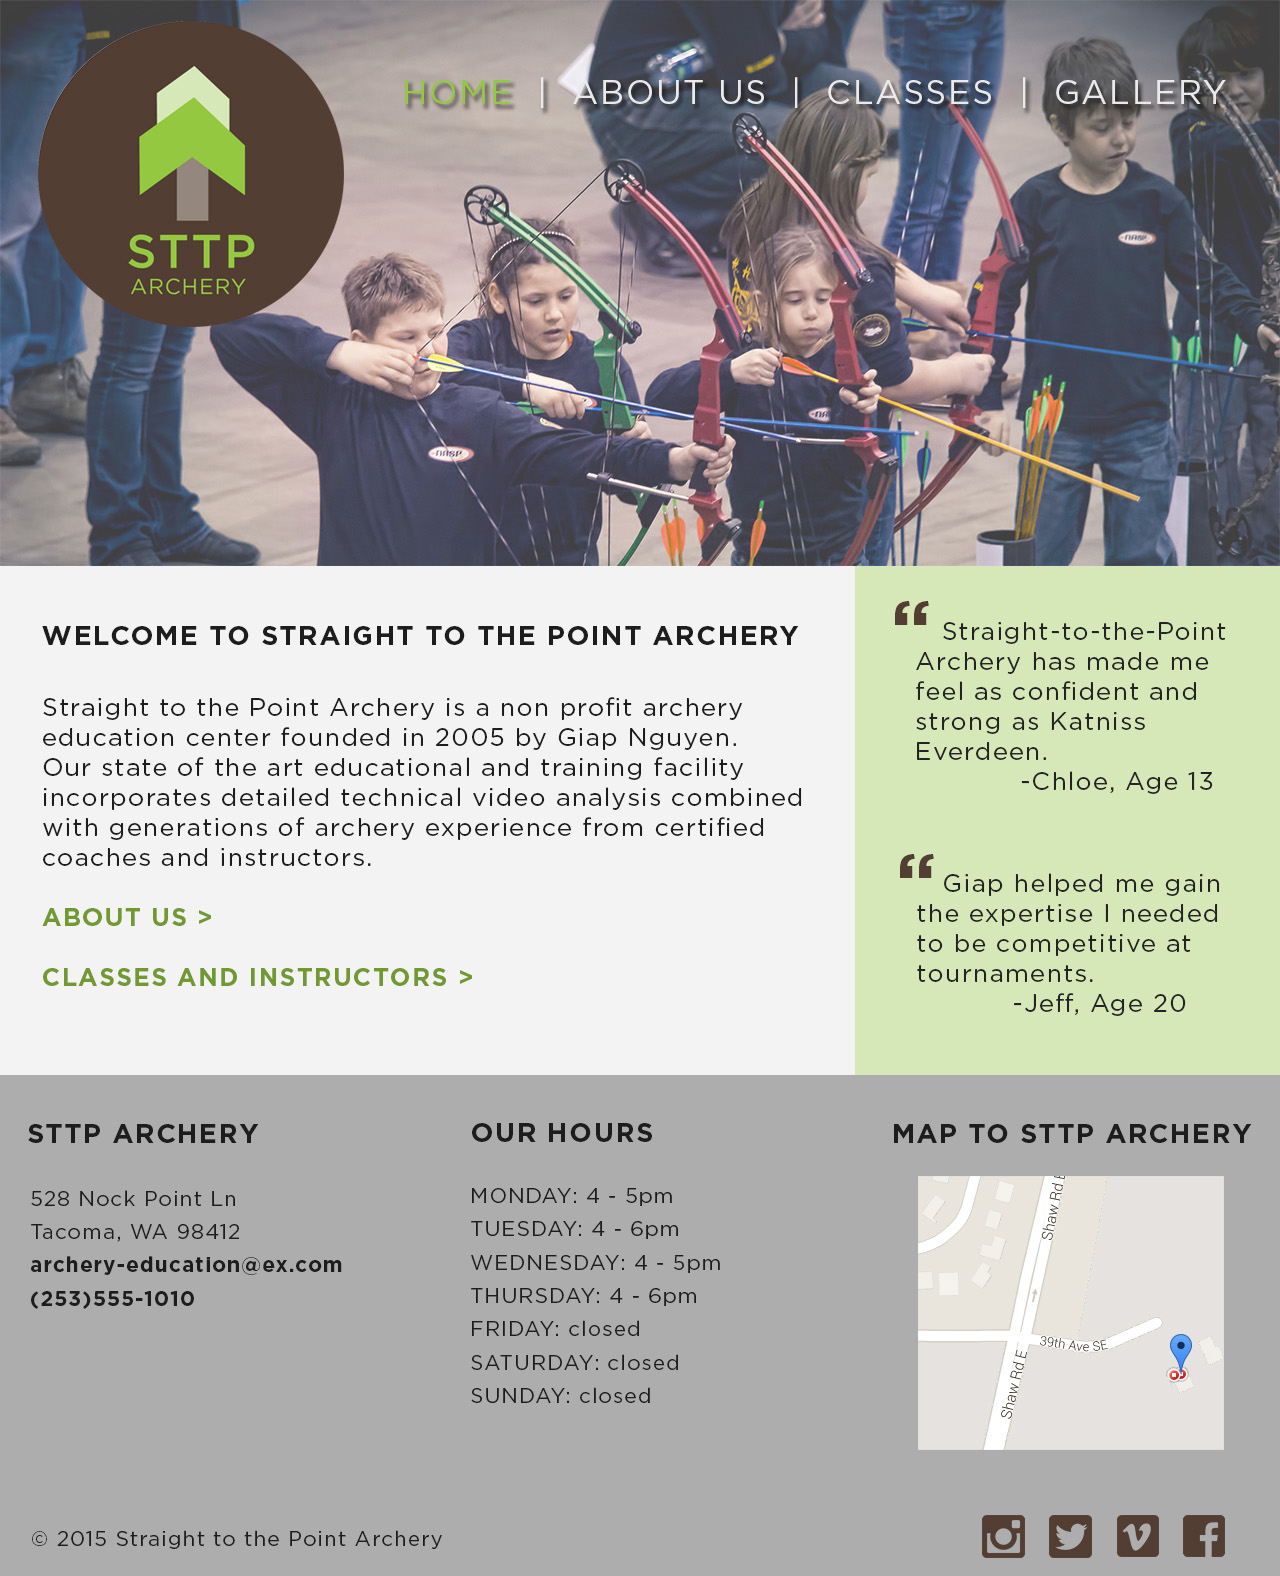 HOME | ABOUT US | CLASSES | GALLERY
STTP
ARCHERY
NASP
NASP
NASP
WELCOME TO STRAIGHT TO THE POINT ARCHERY
Straight to the Point Archery is a non profit archery
education center founded in 2005 by Giap Nguyen.
Our state of the art educational and training facility
incorporates detailed technical video analysis combined
with generations of archery experience from certified
coaches and instructors.
ABOUT US >
CLASSES AND INSTRUCTORS >
“ Straight-to-the-Point
Archery has made me
feel as confident and
strong as Katniss
Everdeen.
-Chloe, Age 13
“ Giap helped me gain
the expertise I needed
to be competitive at
tournaments.
-Jeff, Age 20
STTP ARCHERY
528 Nock Point Ln
Tacoma, WA 98412
archery-education@ex.com
(253)555-1010
OUR HOURS
MONDAY: 4 - 5pm
TUESDAY: 4 - 6pm
WEDNESDAY: 4 - 5pm
THURSDAY: 4 - 6pm
FRIDAY: closed
SATURDAY: closed
SUNDAY: closed
MAP TO STTP ARCHERY
Shaw Rd E
39th Ave SE
Shaw Rd E
© 2015 Straight to the Point Archery